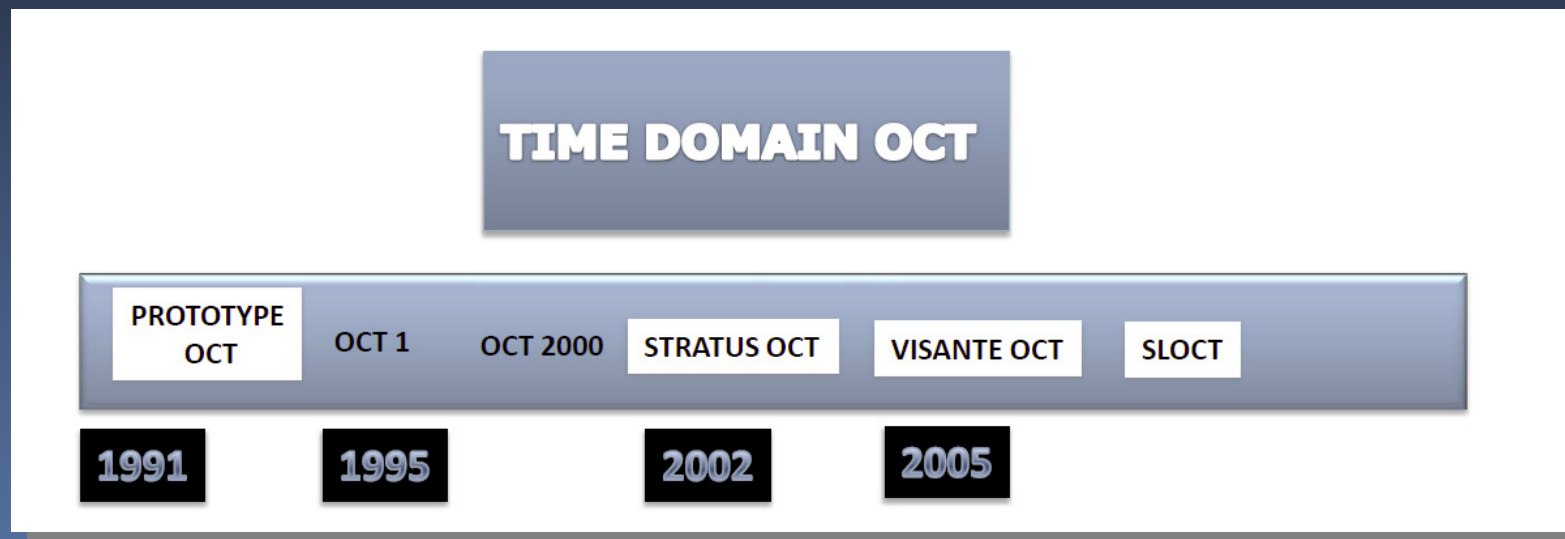 TIME DOMAIN OCT
PROTOTYPE
OCT
OCT 1
OCT 2000
STRATUS OCT
VISANTE OCT
SLOCT
1991
1995
2002
2005